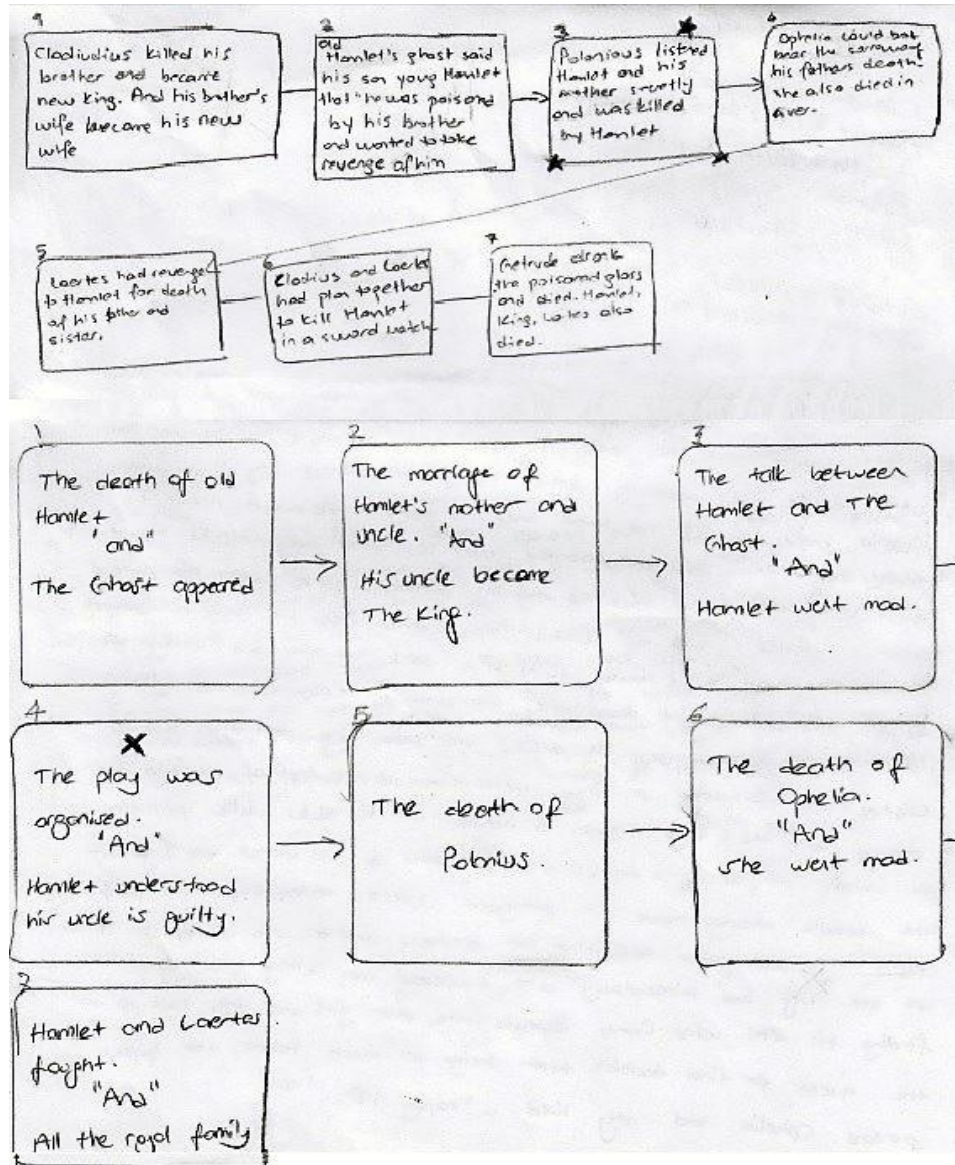 1
Cladiudius killed his
brother and became
new King. And his brother's
wife became his new
wife
2
old
Hamlet's ghost said
his son young Hamlet
that "he was poisond
by his brother
and wanted to take
revenge of him
3
Polonious listned
Hamlet and his
mother secretly
and was killed
by Hamlet
4
Ophelia could not
bear the sorrow of
his fathers death.
She also died in
river.
5
Laertes had revenge
to Hamlet for death
of his father and
sister.
6
Cladius and Laertes
had plan together
to kill Hamlet
in a sword match
7
Getrude drank
the poisoned glass
and died. Hamlet,
King, also
died.
1
The death of old
Hamlet
"and"
The Ghost appeared
2
The marriage of
Hamlet's mother and
uncle. "And"
His uncle became
The King.
3
The talk between
Hamlet and The
Ghost.
"And"
Hamlet went mad.
4
The play was
organised.
"And"
Hamlet understood
his uncle is guilty.
5
The death of
Polonius.
6
The death of
Ophelia.
"And"
she went mad.
7
Hamlet and Laertes
fought.
"And"
All the royal family